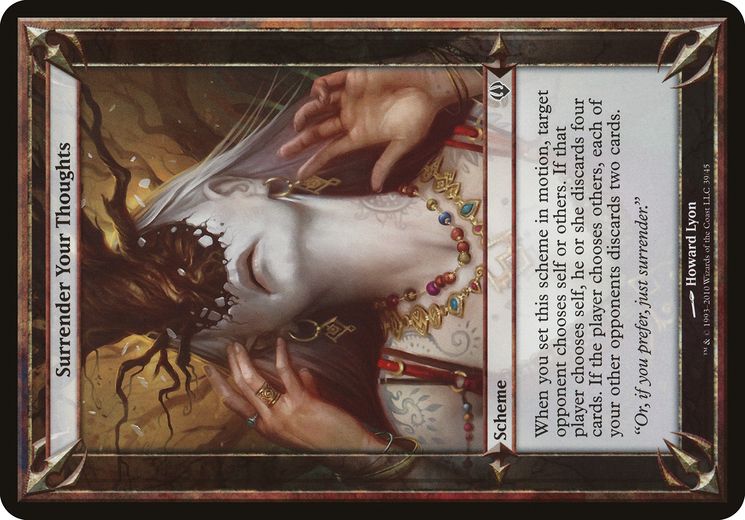 Surrender Your Thoughts
Scheme
When you set this scheme in motion, target
opponent chooses self or others. If that
player chooses self, he or she discards four
cards. If the player chooses others, each of
your other opponents discards two cards.
"Or, if you prefer, just surrender."
Howard Lyon
™ & © 1993–2010 Wizards of the Coast LLC 39/45